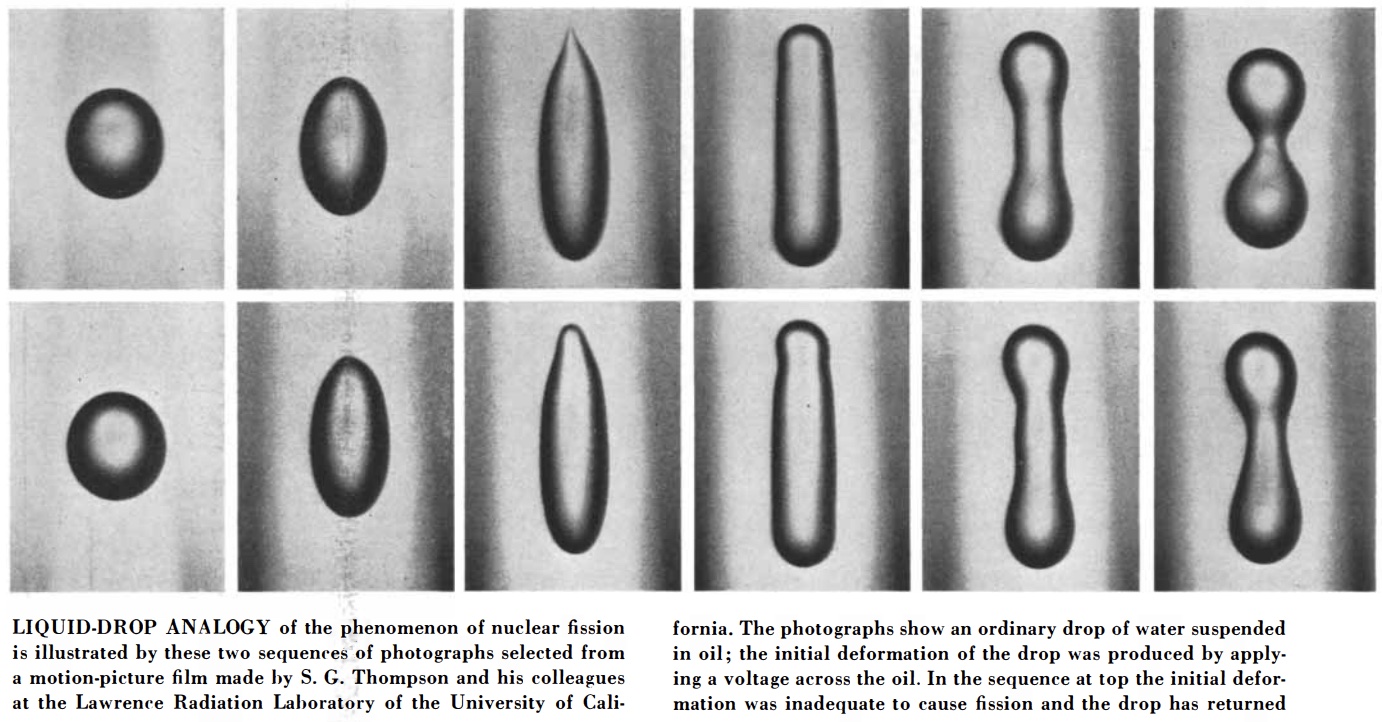 LIQUID-DROP ANALOGY of the phenomenon of nuclear fission
is illustrated by these two sequences of photographs selected from
a motion-picture film made by S. G. Thompson and his colleagues
at the Lawrence Radiation Laboratory of the University of Cali-
fornia. The photographs show an ordinary drop of water suspended
in oil; the initial deformation of the drop was produced by apply-
ing a voltage across the oil. In the sequence at top the initial defor-
mation was inadequate to cause fission and the drop has returned